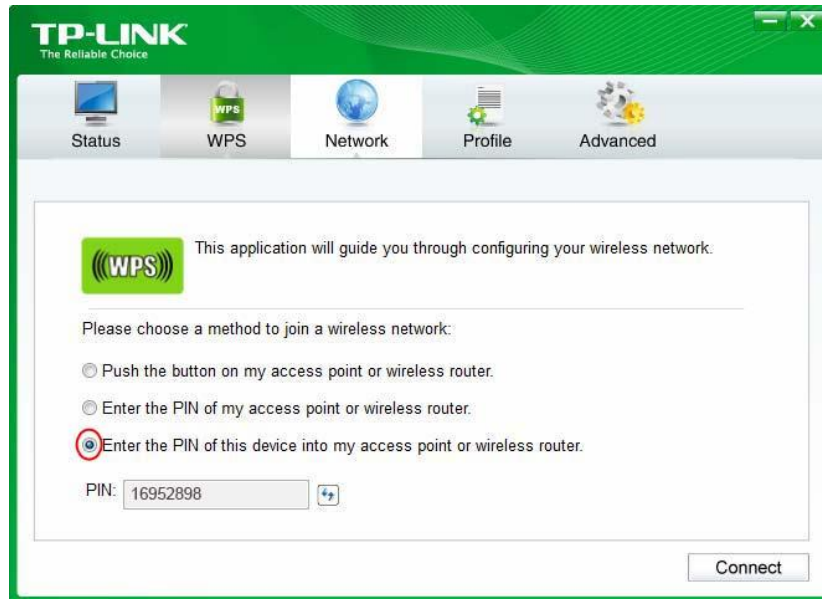 TP-LINK
The Reliable Choice
Status WPS Network Profile Advanced
WPS
(((WPS))) This application will guide you through configuring your wireless network.
Please choose a method to join a wireless network:
Push the button on my access point or wireless router.
Enter the PIN of my access point or wireless router.
Enter the PIN of this device into my access point or wireless router.
PIN: 16952898
Connect